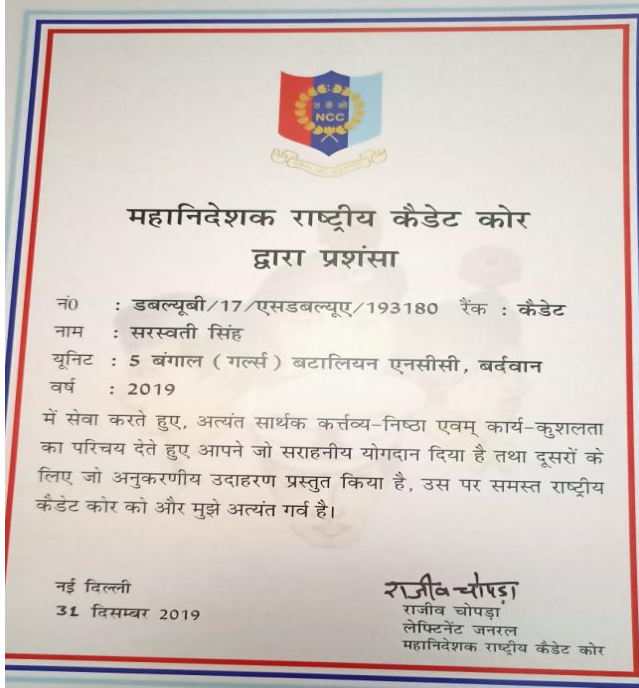 रा कै को
NCC
महानिदेशक राष्ट्रीय कैडेट कोर
द्वारा प्रशंसा
नं0 : डबल्यूबी/17/एसडबल्यूए/193180 रैंक : कैडेट
नाम : सरस्वती सिंह
यूनिट : 5 बंगाल ( गर्ल्स ) बटालियन एनसीसी, बर्दवान
वर्ष : 2019
में सेवा करते हुए, अत्यंत सार्थक कर्त्तव्य-निष्ठा एवम् कार्य-कुशलता
का परिचय देते हुए आपने जो सराहनीय योगदान दिया है तथा दूसरों के
लिए जो अनुकरणीय उदाहरण प्रस्तुत किया है, उस पर समस्त राष्ट्रीय
कैडेट कोर को और मुझे अत्यंत गर्व है।
नई दिल्ली
31 दिसम्बर 2019
राजीव चोपड़ा
राजीव चोपड़ा
लेफ्टिनेंट जनरल
महानिदेशक राष्ट्रीय कैडेट कोर